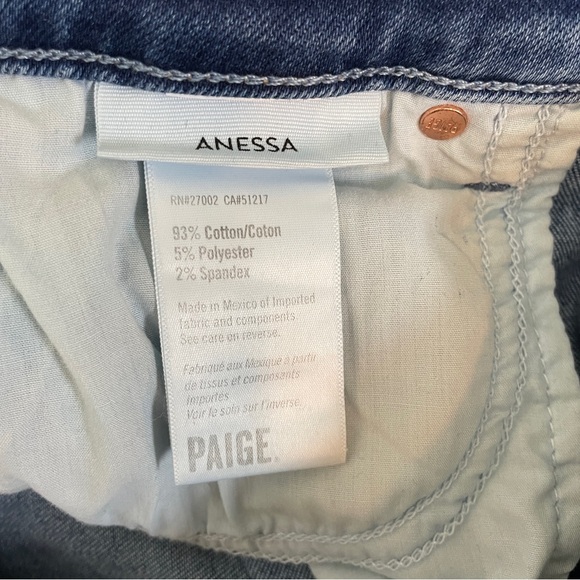 ANESSA
RN#27002 CA#51217
93% Cotton/Coton
5% Polyester
2% Spandex
Made in Mexico of Imported
fabric and components
See care on reverse.
Fabriqué aux Mexique a partir
de tissus et composants
importés
Voir le soin sur l'inverse.
PAIGE.